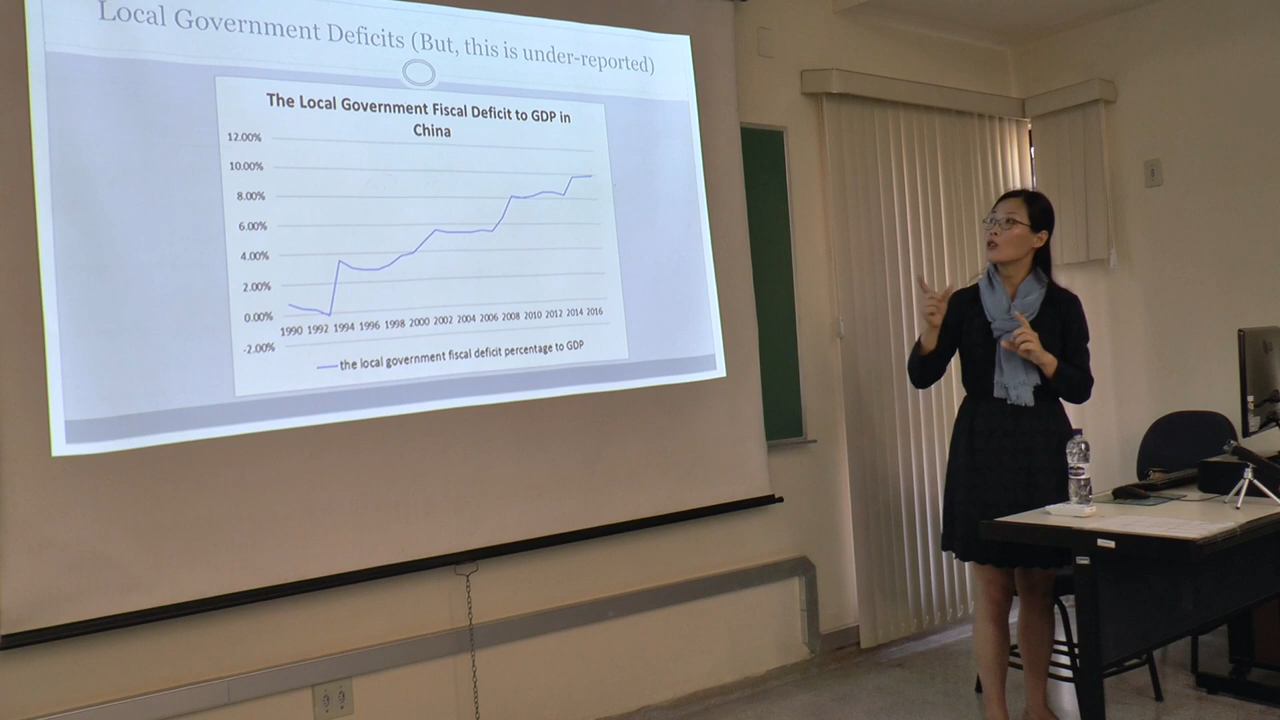 Local Government Deficits (But, this is under-reported)
The Local Government Fiscal Deficit to GDP in
China
12.00%
10.00%
8.00%
6.00%
4.00%
2.00%
0.00%
-2.00%
1990 1992 1994 1996 1998 2000 2002 2004 2006 2008 2010 2012 2014 2016
the local government fiscal deficit percentage to GDP